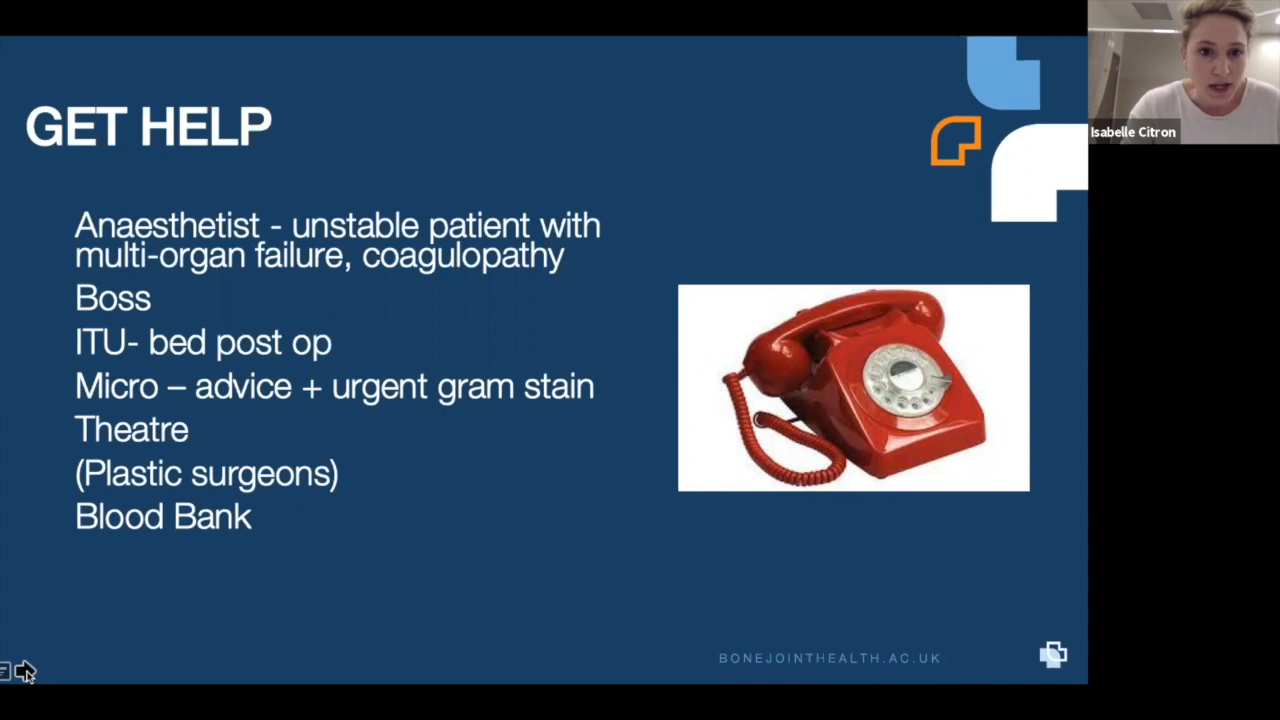 GET HELP
Anaesthetist - unstable patient with
multi-organ failure, coagulopathy
Boss
ITU- bed post op
Micro – advice + urgent gram stain
Theatre
(Plastic surgeons)
Blood Bank
BONEJOINTHEALTH.AC.UK
Isabelle Citron